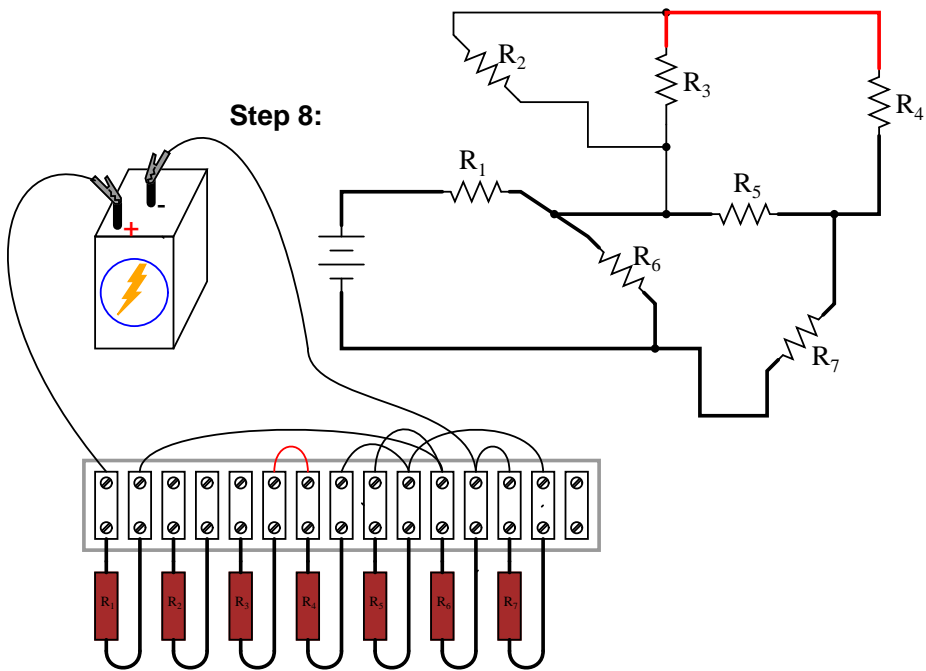 R₂
R₃
R₄
Step 8:
R₁
R₅
-
+
R₆
R₇
R₁
R₂
R₃
R₄
R₅
R₆
R₇